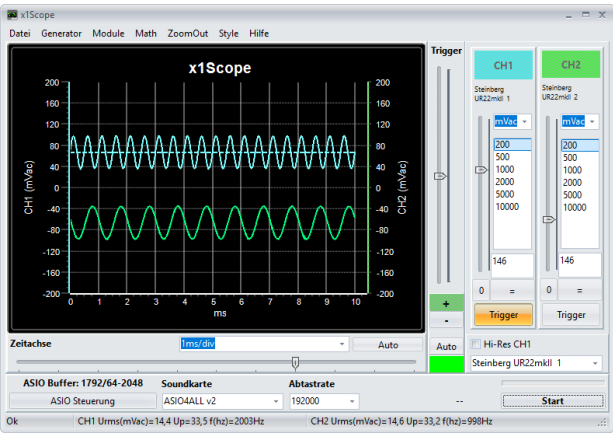 x1Scope
Datei Generator Module Math ZoomOut Style Hilfe
x1Scope
200
160
120
80
40
0
-40
-80
-120
-160
-200
CH1 (mVac)
200
160
120
80
40
0
-40
-80
-120
-160
-200
CH2 (mVac)
0 1 2 3 4 5 6 7 8 9 10
ms
Trigger
+
-
Auto
CH1
Steinberg
UR22mkII 1
mVac
200
500
1000
2000
5000
10000
146
0 =
Trigger
CH2
Steinberg
UR22mkII 2
mVac
200
500
1000
2000
5000
10000
146
0 =
Trigger
Zeitachse
1ms/div
Auto
Hi-Res CH1
Steinberg UR22mkII 1
ASIO Buffer: 1792/64-2048
ASIO Steuerung
Soundkarte
ASIO4ALL v2
Abtastrate
192000
--
Start
Ok CH1 Urms(mVac)=14,4 Up=33,5 f(hz)=2003Hz CH2 Urms(mVac)=14,6 Up=33,2 f(hz)=998Hz